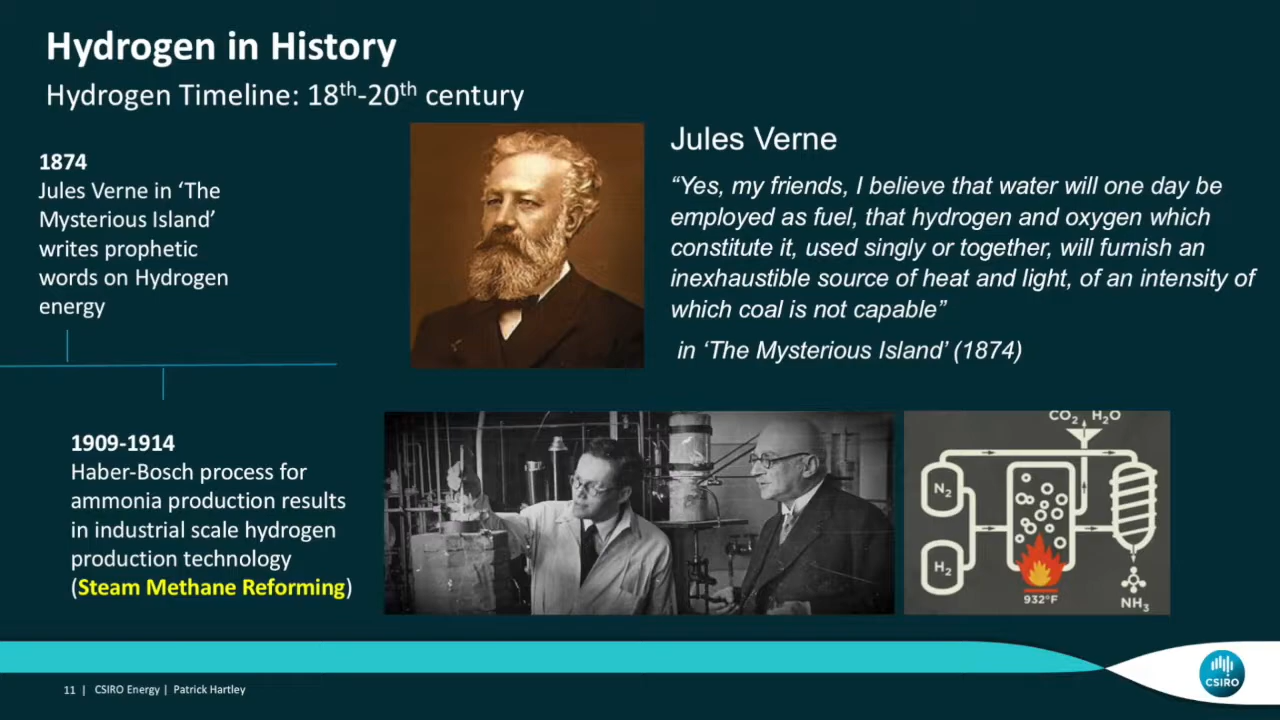 Hydrogen in History
Hydrogen Timeline: 18th-20th century
1874
Jules Verne in ‘The
Mysterious Island’
writes prophetic
words on Hydrogen
energy
Jules Verne
“Yes, my friends, I believe that water will one day be
employed as fuel, that hydrogen and oxygen which
constitute it, used singly or together, will furnish an
inexhaustible source of heat and light, of an intensity of
which coal is not capable”
in ‘The Mysterious Island’ (1874)
1909-1914
Haber-Bosch process for
ammonia production results
in industrial scale hydrogen
production technology
(Steam Methane Reforming)
CO2 H2O
N2
H2
932°F
NH3
11 | CSIRO Energy | Patrick Hartley
CSIRO